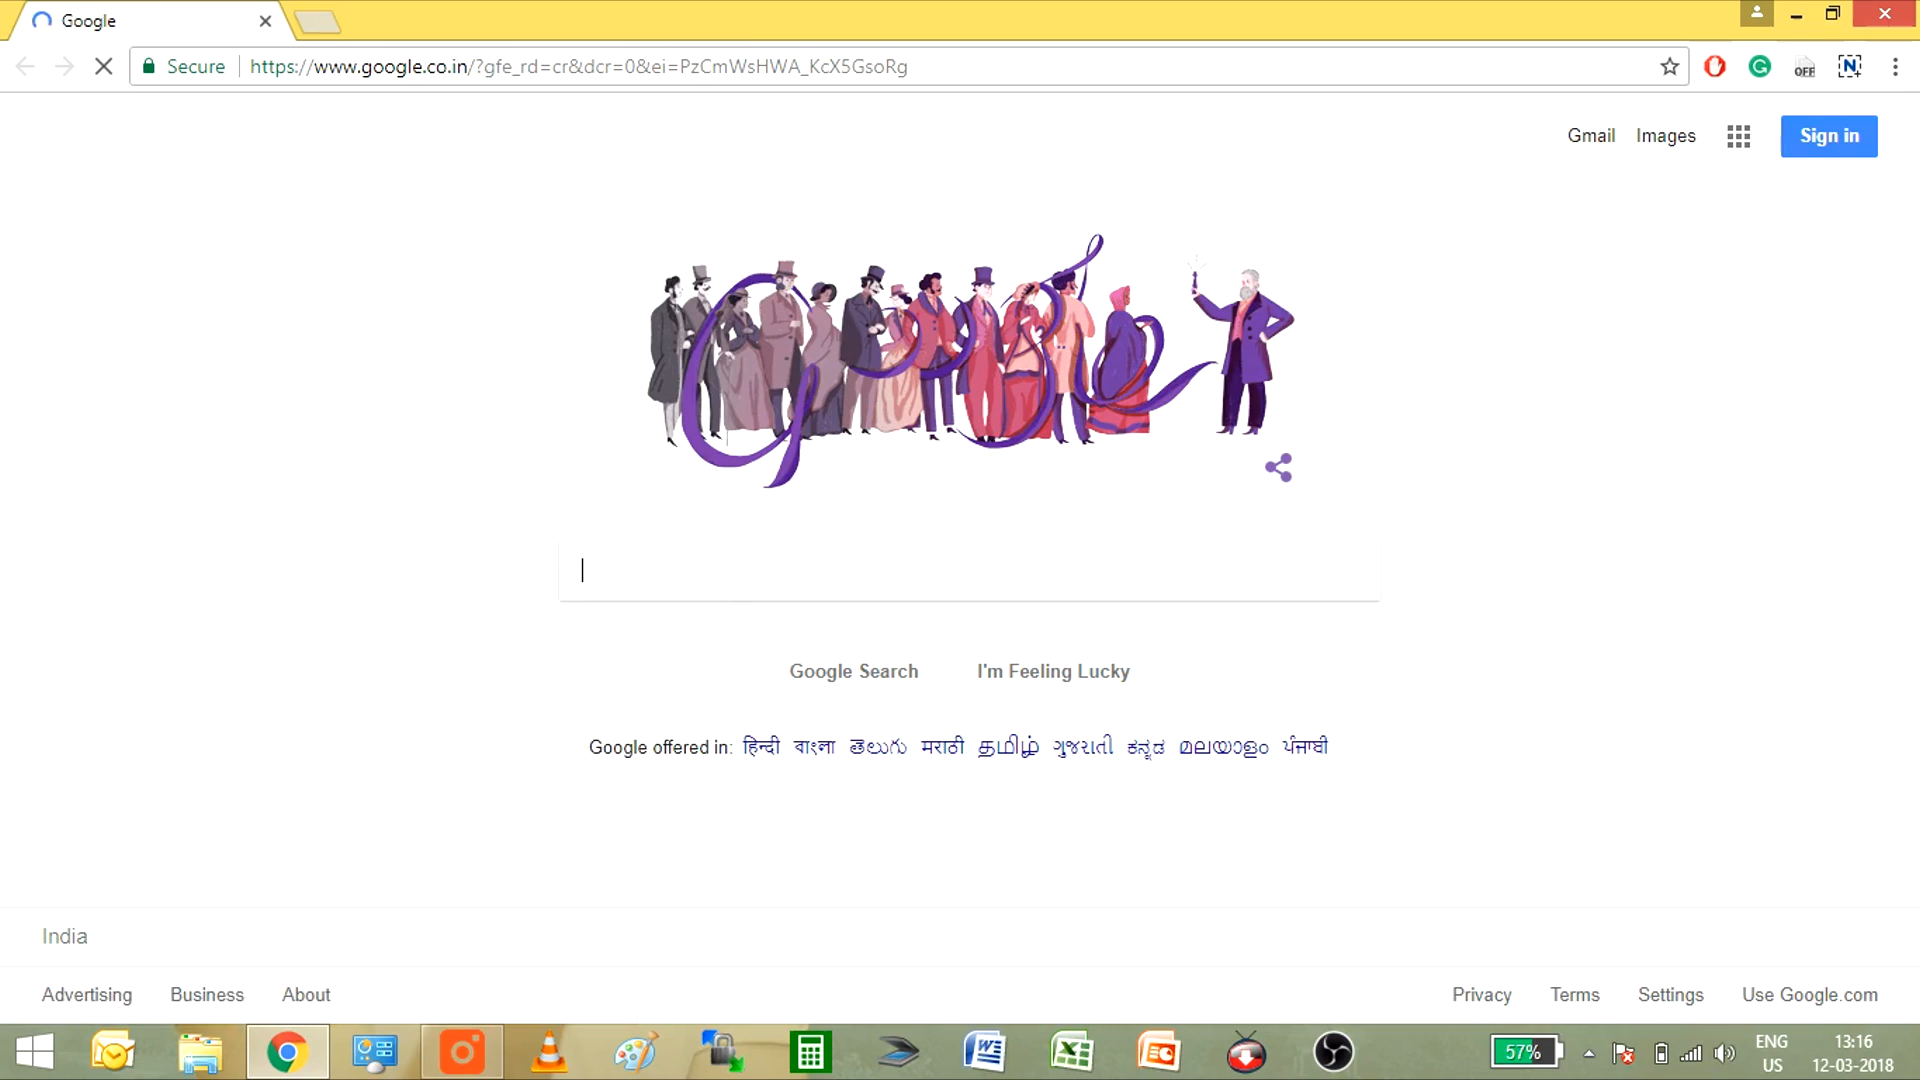 Google
Secure https://www.google.co.in/?gfe_rd=cr&dcr=0&ei=PzCmWsHWA_KcX5GsoRg
OFF
N
Gmail Images Sign in
Google
Google Search I'm Feeling Lucky
Google offered in: हिन्दी বাংলা తెలుగు मराठी தமிழ் ગુજરાતી ಕನ್ನಡ മലയാളം ਪੰਜਾਬੀ
India
Advertising Business About Privacy Terms Settings Use Google.com
57% ENG 13:16
US 12-03-2018